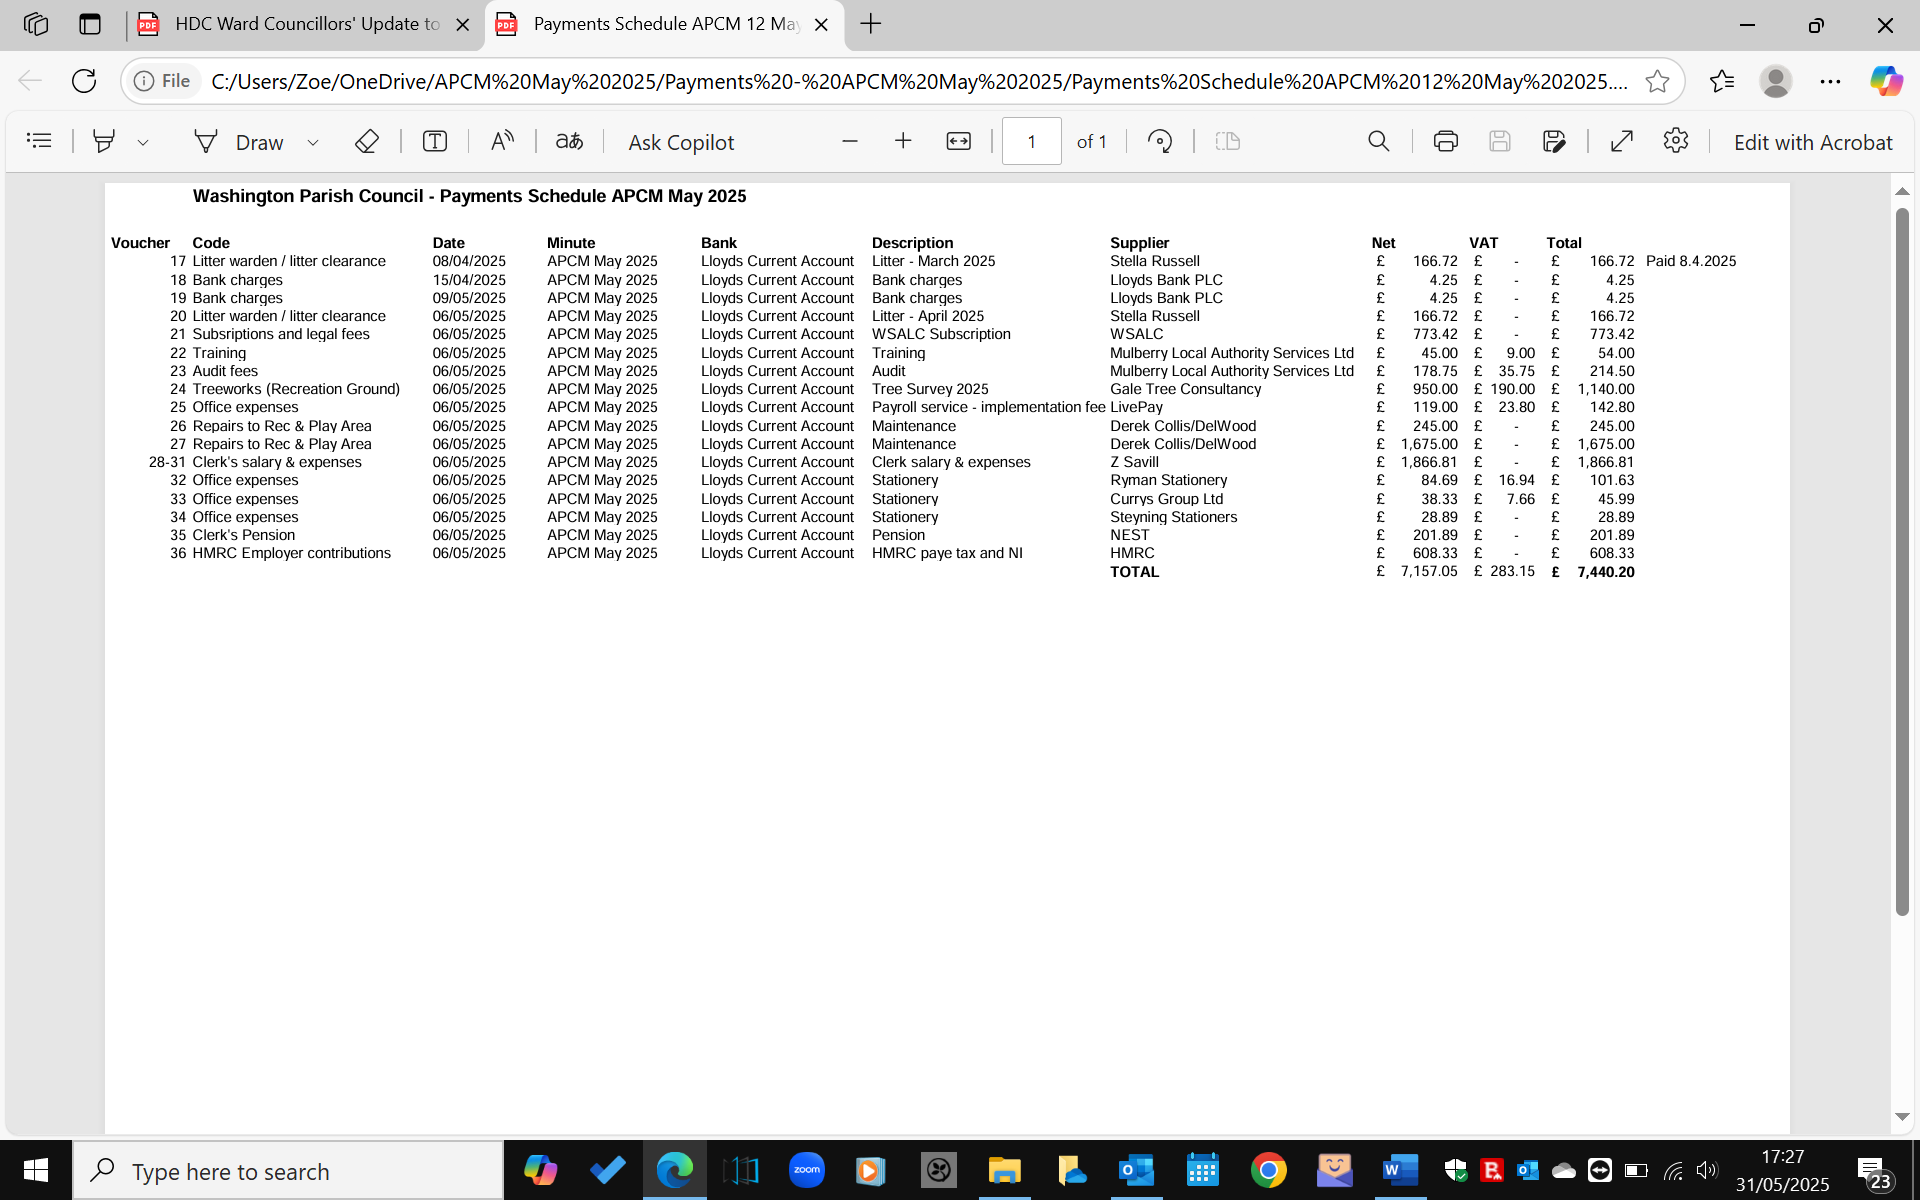 HDC Ward Councillors' Update to
Payments Schedule APCM 12 May
File C:/Users/Zoe/OneDrive/APCM%20May%202025/Payments%20-%20APCM%20May%202025/Payments%20Schedule%20APCM%2012%20May%202025....
Draw Ask Copilot 1 of 1 Edit with Acrobat
Washington Parish Council - Payments Schedule APCM May 2025
Voucher Code Date Minute Bank Description Supplier Net VAT Total
17 Litter warden / litter clearance 08/04/2025 APCM May 2025 Lloyds Current Account Litter - March 2025 Stella Russell £ 166.72 £ - £ 166.72 Paid 8.4.2025
18 Bank charges 15/04/2025 APCM May 2025 Lloyds Current Account Bank charges Lloyds Bank PLC £ 4.25 £ - £ 4.25
19 Bank charges 09/05/2025 APCM May 2025 Lloyds Current Account Bank charges Lloyds Bank PLC £ 4.25 £ - £ 4.25
20 Litter warden / litter clearance 06/05/2025 APCM May 2025 Lloyds Current Account Litter - April 2025 Stella Russell £ 166.72 £ - £ 166.72
21 Subsriptions and legal fees 06/05/2025 APCM May 2025 Lloyds Current Account WSALC Subscription WSALC £ 773.42 £ - £ 773.42
22 Training 06/05/2025 APCM May 2025 Lloyds Current Account Training Mulberry Local Authority Services Ltd £ 45.00 £ 9.00 £ 54.00
23 Audit fees 06/05/2025 APCM May 2025 Lloyds Current Account Audit Mulberry Local Authority Services Ltd £ 178.75 £ 35.75 £ 214.50
24 Treeworks (Recreation Ground) 06/05/2025 APCM May 2025 Lloyds Current Account Tree Survey 2025 Gale Tree Consultancy £ 950.00 £ 190.00 £ 1,140.00
25 Office expenses 06/05/2025 APCM May 2025 Lloyds Current Account Payroll service - implementation fee LivePay £ 119.00 £ 23.80 £ 142.80
26 Repairs to Rec & Play Area 06/05/2025 APCM May 2025 Lloyds Current Account Maintenance Derek Collis/DelWood £ 245.00 £ - £ 245.00
27 Repairs to Rec & Play Area 06/05/2025 APCM May 2025 Lloyds Current Account Maintenance Derek Collis/DelWood £ 1,675.00 £ - £ 1,675.00
28-31 Clerk's salary & expenses 06/05/2025 APCM May 2025 Lloyds Current Account Clerk salary & expenses Z Savill £ 1,866.81 £ - £ 1,866.81
32 Office expenses 06/05/2025 APCM May 2025 Lloyds Current Account Stationery Ryman Stationery £ 84.69 £ 16.94 £ 101.63
33 Office expenses 06/05/2025 APCM May 2025 Lloyds Current Account Stationery Currys Group Ltd £ 38.33 £ 7.66 £ 45.99
34 Office expenses 06/05/2025 APCM May 2025 Lloyds Current Account Stationery Steyning Stationers £ 28.89 £ - £ 28.89
35 Clerk's Pension 06/05/2025 APCM May 2025 Lloyds Current Account Pension NEST £ 201.89 £ - £ 201.89
36 HMRC Employer contributions 06/05/2025 APCM May 2025 Lloyds Current Account HMRC paye tax and NI HMRC £ 608.33 £ - £ 608.33
TOTAL £ 7,157.05 £ 283.15 £ 7,440.20
Type here to search
zoom
17:27
31/05/2025
23